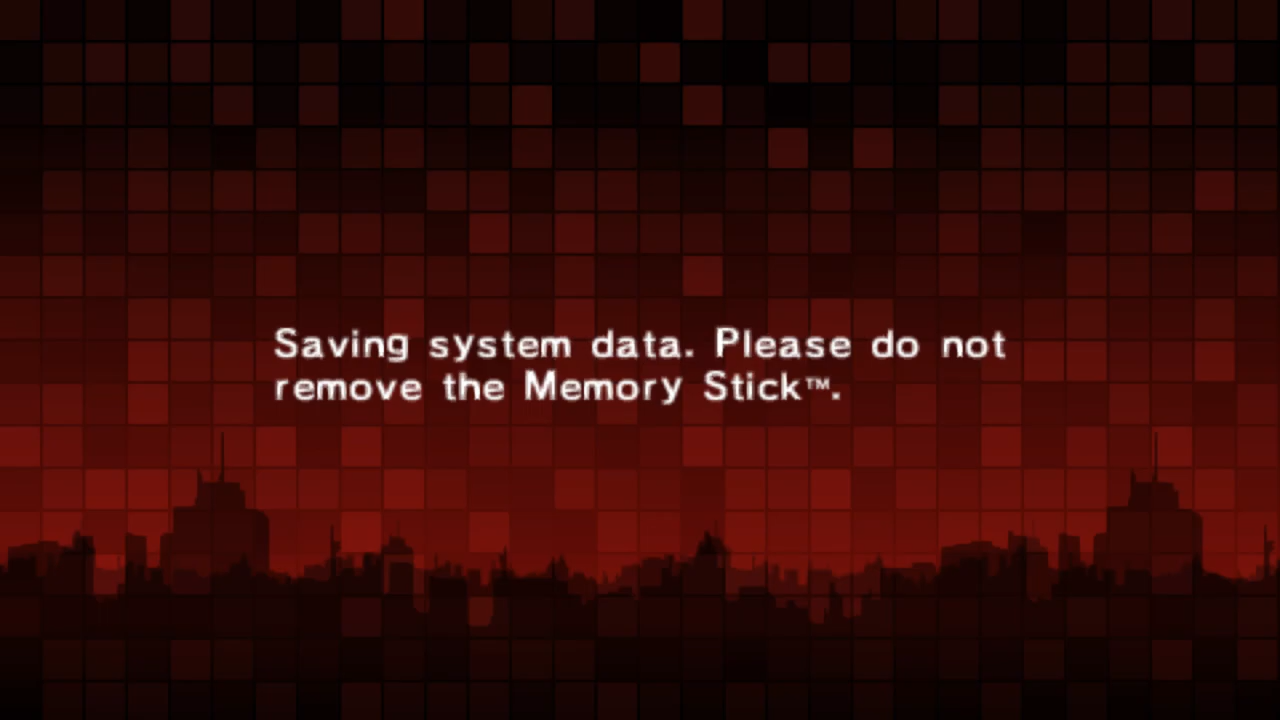 Saving system data. Please do not
remove the Memory Stick™.